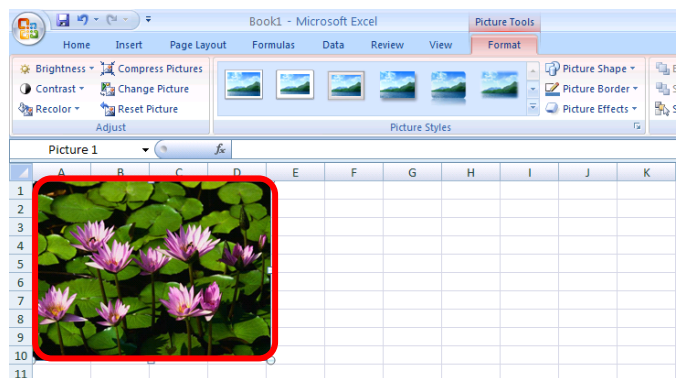 Book1 - Microsoft Excel Picture Tools
Home Insert Page Layout Formulas Data Review View Format
Brightness Compress Pictures Picture Shape
Contrast Change Picture Picture Border
Recolor Reset Picture Picture Effects
Adjust Picture Styles
Picture 1 fx
A B C D E F G H I J K
1
2
3
4
5
6
7
8
9
10
11